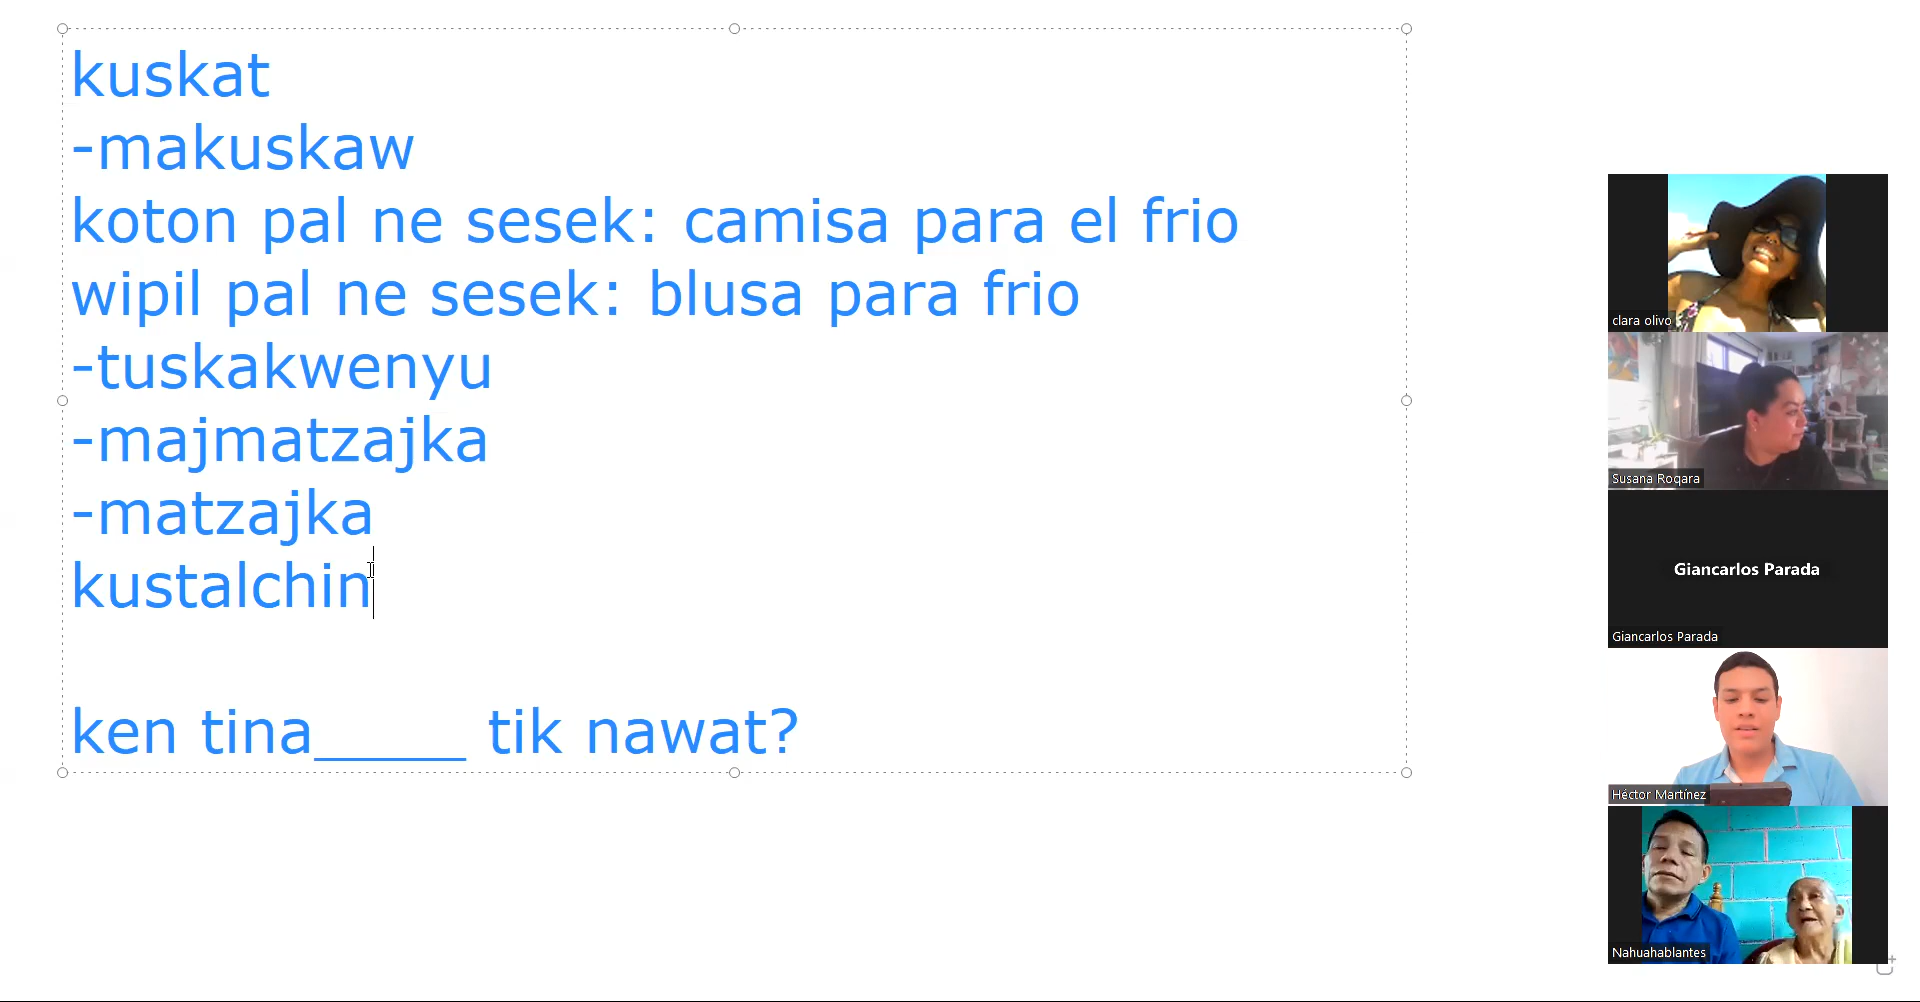 kuskat
-makuskaw
koton pal ne sesek: camisa para el frio
wipil pal ne sesek: blusa para frio
-tuskakwenyu
-majmatzajka
-matzajka
kustalchin
ken tina_____ tik nawat?
clara olivo
Susana Roqara
Giancarlos Parada
Giancarlos Parada
Héctor Martínez
Nahuahablantes